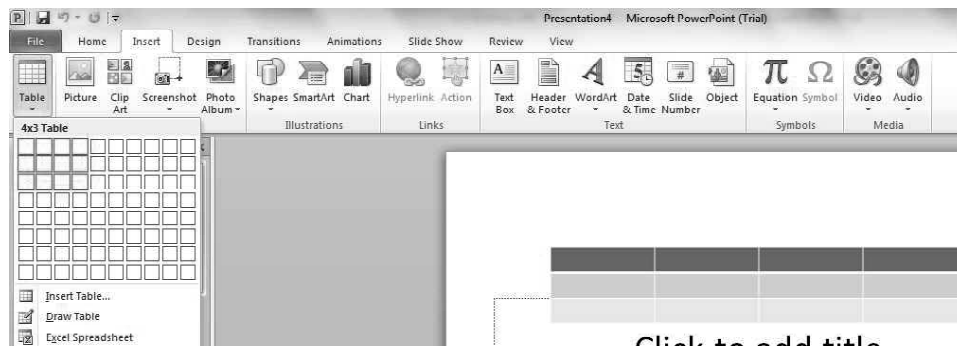 Presentation4 Microsoft PowerPoint (Trial)
File Home Insert Design Transitions Animations Slide Show Review View
Table Picture Clip Art Screenshot Photo Album Shapes SmartArt Chart Hyperlink Action Text Box Header & Footer WordArt Date & Time Slide Number Object Equation Symbol Video Audio
Illustrations Links Text Symbols Media
4x3 Table
Insert Table...
Draw Table
Excel Spreadsheet
Click to add title